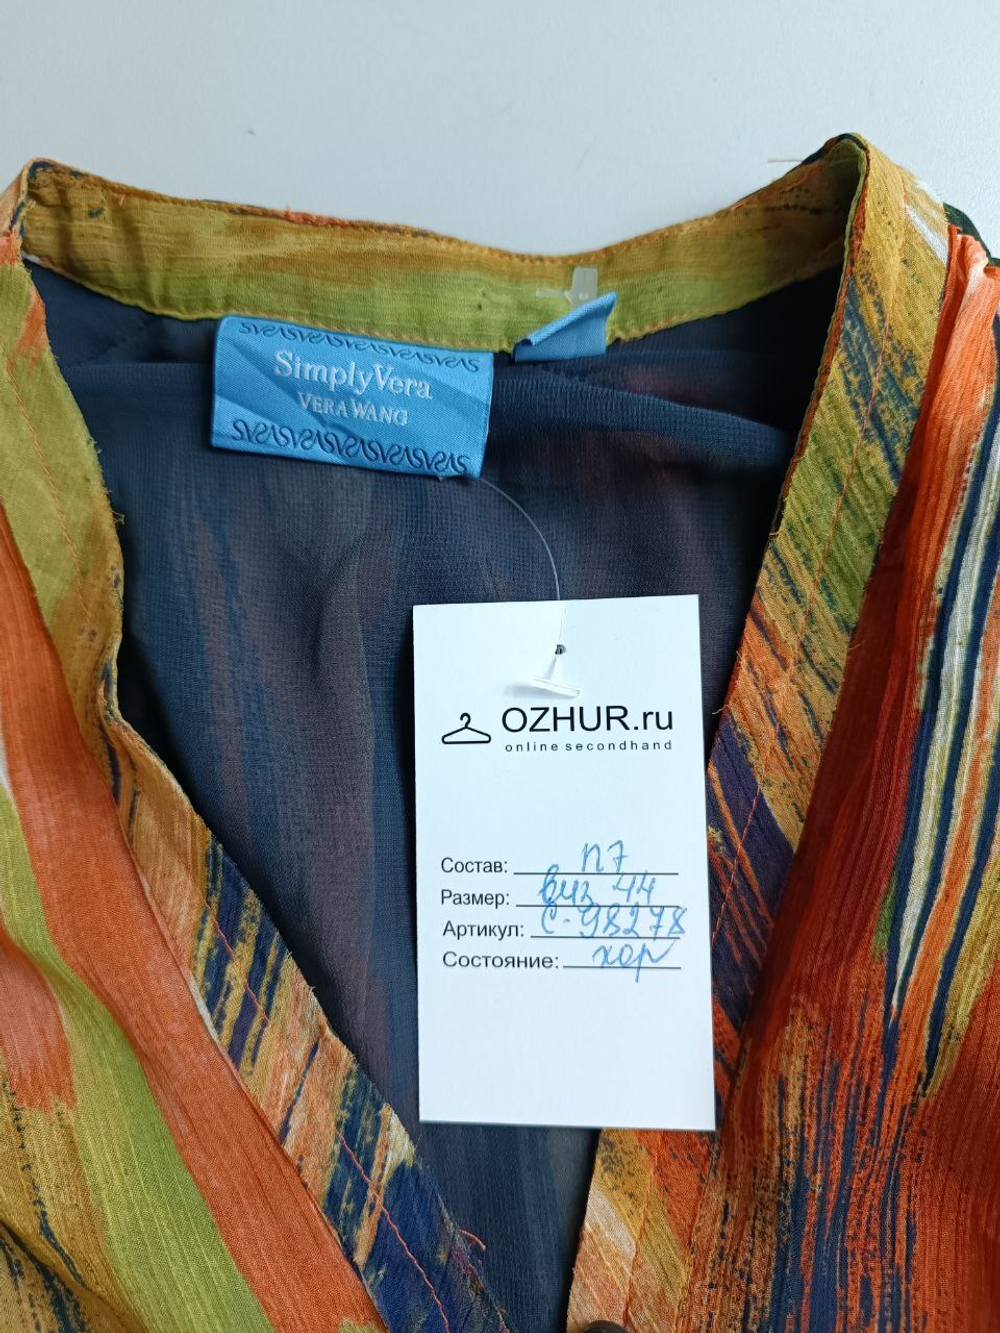 SimplyVera
VERA WANG
OZHUR.ru
online secondhand
Состав: п7
Размер: виз 44
Артикул: С-98278
Состояние: хор